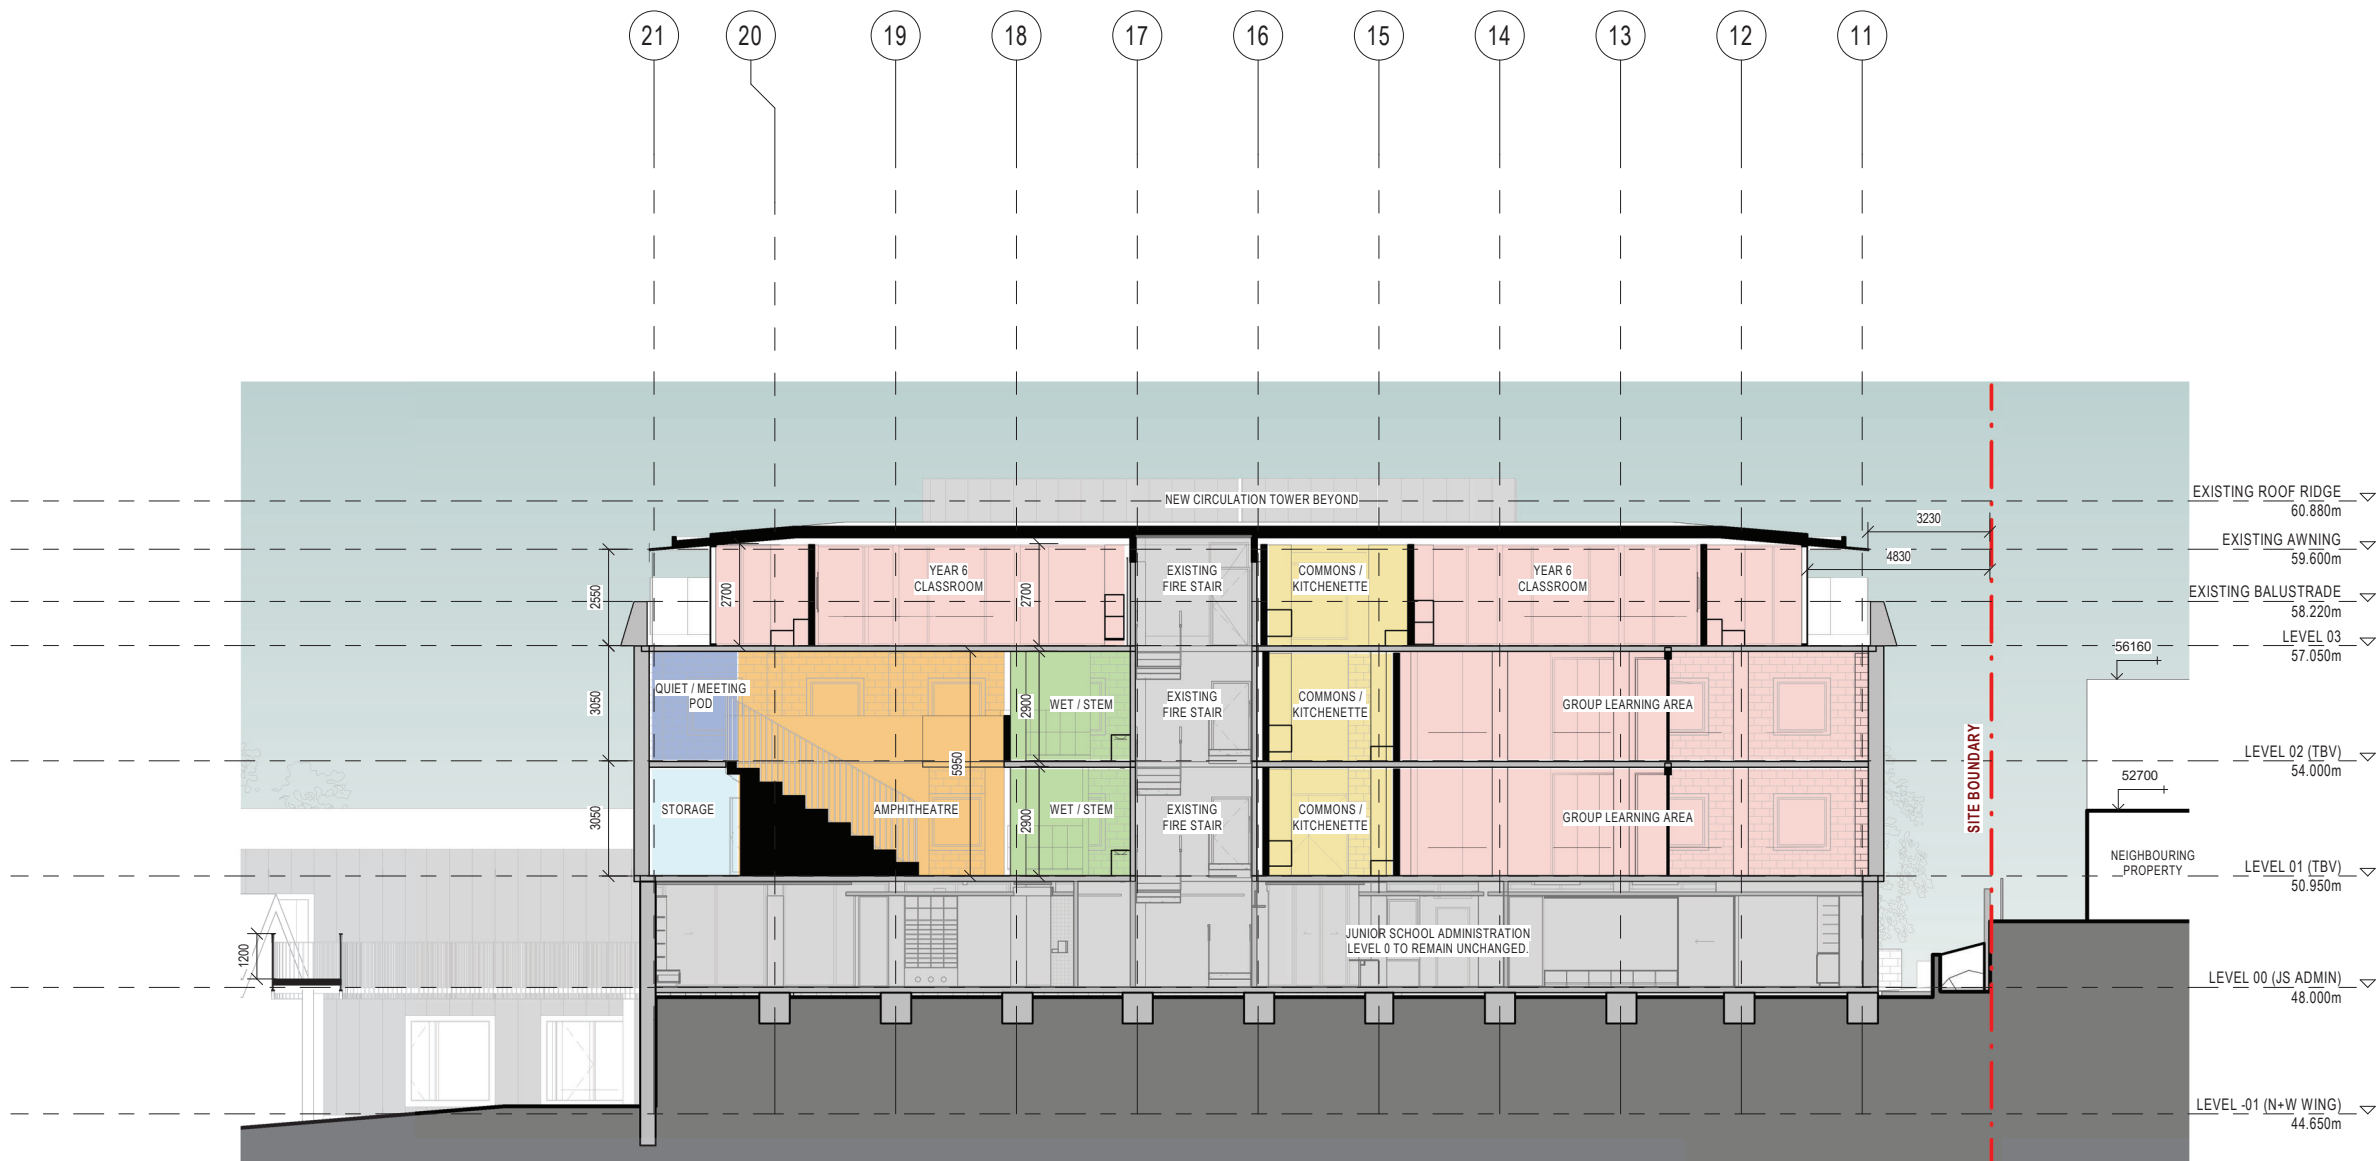 21
20
19
18
17
16
15
14
13
12
11
NEW CIRCULATION TOWER BEYOND
EXISTING ROOF RIDGE
60.880m
3230
EXISTING AWNING
59.600m
4830
2550
2700
YEAR 6
CLASSROOM
2700
EXISTING
FIRE STAIR
COMMONS /
KITCHENETTE
YEAR 6
CLASSROOM
EXISTING BALUSTRADE
58.220m
LEVEL 03
57.050m
56160
3050
QUIET / MEETING
POD
2900
WET / STEM
EXISTING
FIRE STAIR
COMMONS /
KITCHENETTE
GROUP LEARNING AREA
SITE BOUNDARY
LEVEL 02 (TBV)
54.000m
5950
52700
3050
STORAGE
AMPHITHEATRE
2900
WET / STEM
EXISTING
FIRE STAIR
COMMONS /
KITCHENETTE
GROUP LEARNING AREA
NEIGHBOURING
PROPERTY
LEVEL 01 (TBV)
50.950m
1200
JUNIOR SCHOOL ADMINISTRATION
LEVEL 0 TO REMAIN UNCHANGED.
LEVEL 00 (JS ADMIN)
48.000m
LEVEL -01 (N+W WING)
44.650m